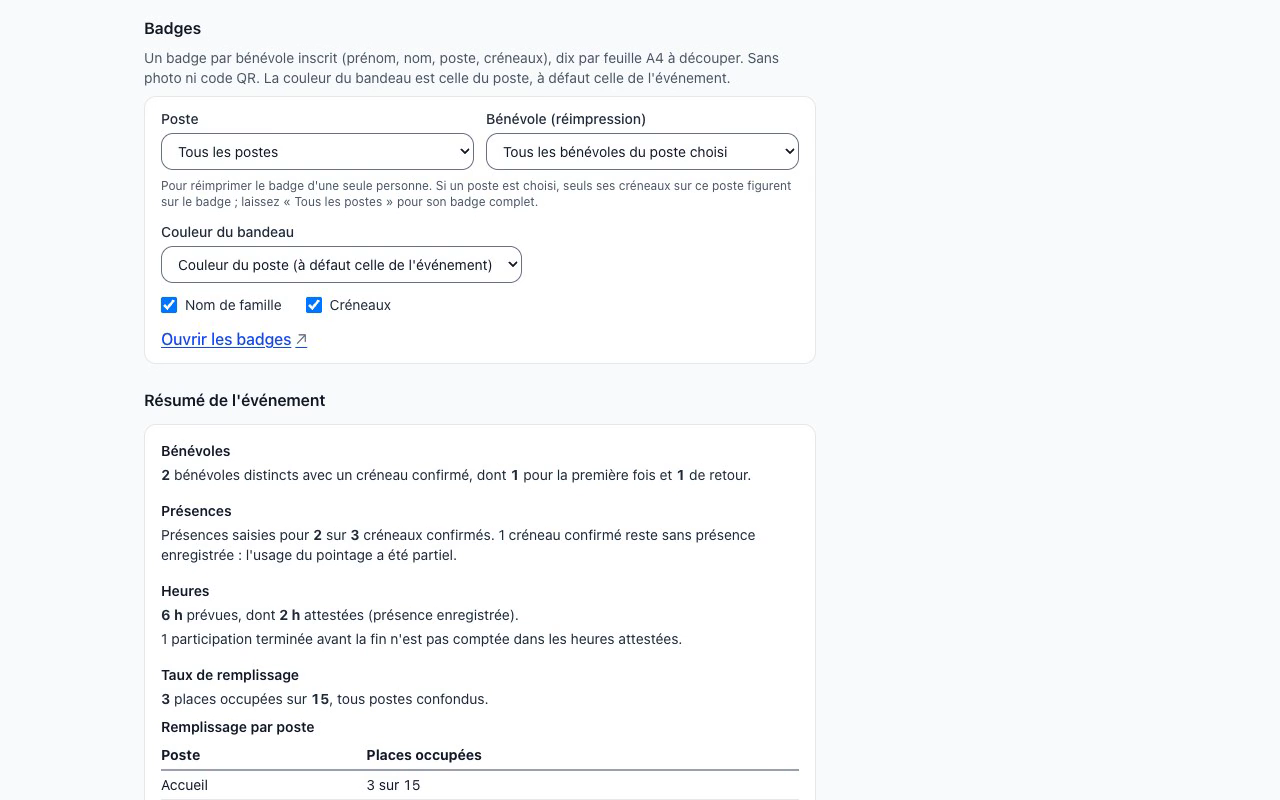 Badges
Un badge par bénévole inscrit (prénom, nom, poste, créneaux), dix par feuille A4 à découper. Sans
photo ni code QR. La couleur du bandeau est celle du poste, à défaut celle de l'événement.
Poste
Bénévole (réimpression)
Tous les postes
Tous les bénévoles du poste choisi
Pour réimprimer le badge d'une seule personne. Si un poste est choisi, seuls ses créneaux sur ce poste figurent
sur le badge ; laissez « Tous les postes » pour son badge complet.
Couleur du bandeau
Couleur du poste (à défaut celle de l'événement)
Nom de famille
Créneaux
Ouvrir les badges ↗
Résumé de l'événement
Bénévoles
2 bénévoles distincts avec un créneau confirmé, dont 1 pour la première fois et 1 de retour.
Présences
Présences saisies pour 2 sur 3 créneaux confirmés. 1 créneau confirmé reste sans présence
enregistrée : l'usage du pointage a été partiel.
Heures
6 h prévues, dont 2 h attestées (présence enregistrée).
1 participation terminée avant la fin n'est pas comptée dans les heures attestées.
Taux de remplissage
3 places occupées sur 15, tous postes confondus.
Remplissage par poste
Poste
Places occupées
Accueil
3 sur 15